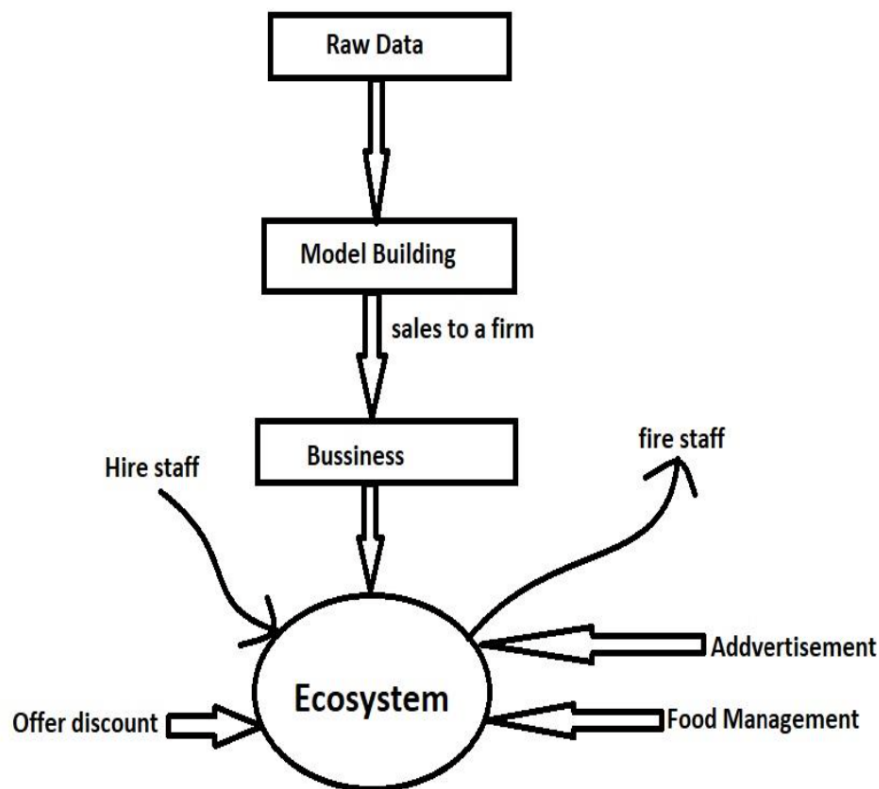 Raw Data
Model Building
sales to a firm
Bussiness
Hire staff
fire staff
Ecosystem
Addvertisement
Offer discount
Food Management